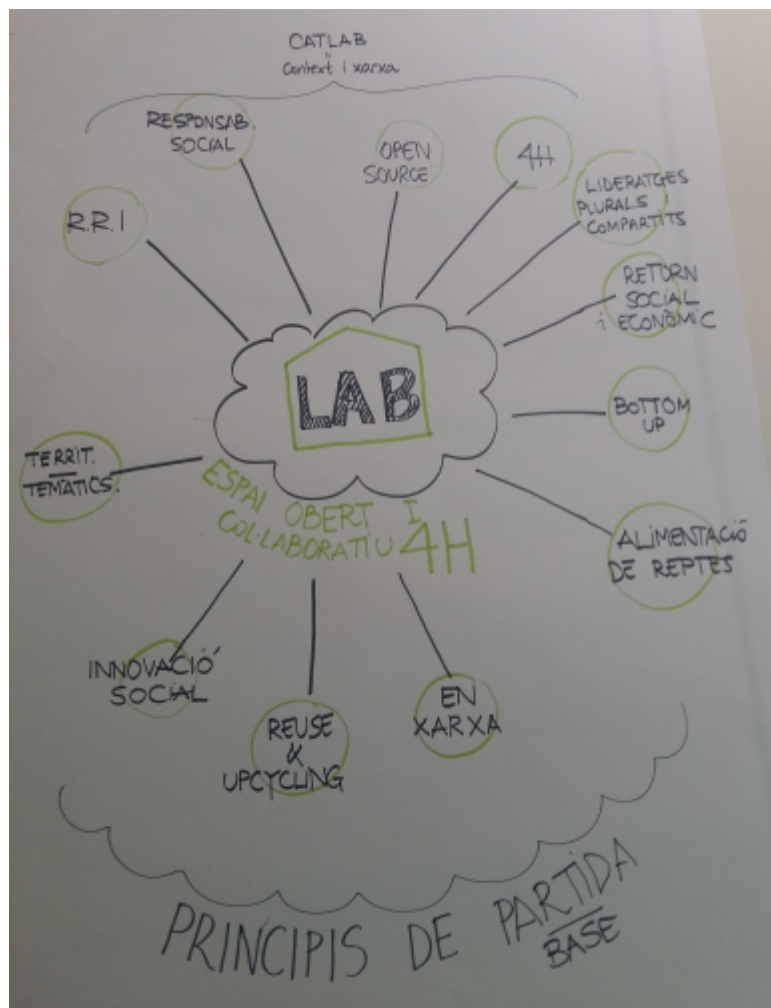 CATLAB
Context i xarxa
RESPONSAB.
SOCIAL
OPEN
SOURCE
4H
LIDERATGES
PLURALS i
COMPARTITS
R.R.I
RETORN
SOCIAL
i ECONÒMIC
LAB
BOTTOM
UP
TERRIT.
TEMÀTICS.
ESPAI OBERT I
COL·LABORATIU 4H
ALIMENTACIÓ
DE REPTES
INNOVACIÓ
SOCIAL
REUSE
&
UPCYCLING
EN
XARXA
PRINCIPIS DE PARTIDA
BASE